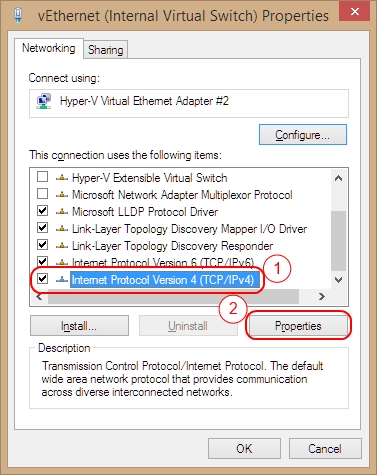 vEthernet (Internal Virtual Switch) Properties
Networking
Sharing
Connect using:
Hyper-V Virtual Ethernet Adapter #2
Configure...
This connection uses the following items:
Hyper-V Extensible Virtual Switch
Microsoft Network Adapter Multiplexor Protocol
Microsoft LLDP Protocol Driver
Link-Layer Topology Discovery Mapper I/O Driver
Link-Layer Topology Discovery Responder
Internet Protocol Version 6 (TCP/IPv6)
1
Internet Protocol Version 4 (TCP/IPv4)
2
Install...
Uninstall
Properties
Description
Transmission Control Protocol/Internet Protocol. The default
wide area network protocol that provides communication
across diverse interconnected networks.
OK
Cancel